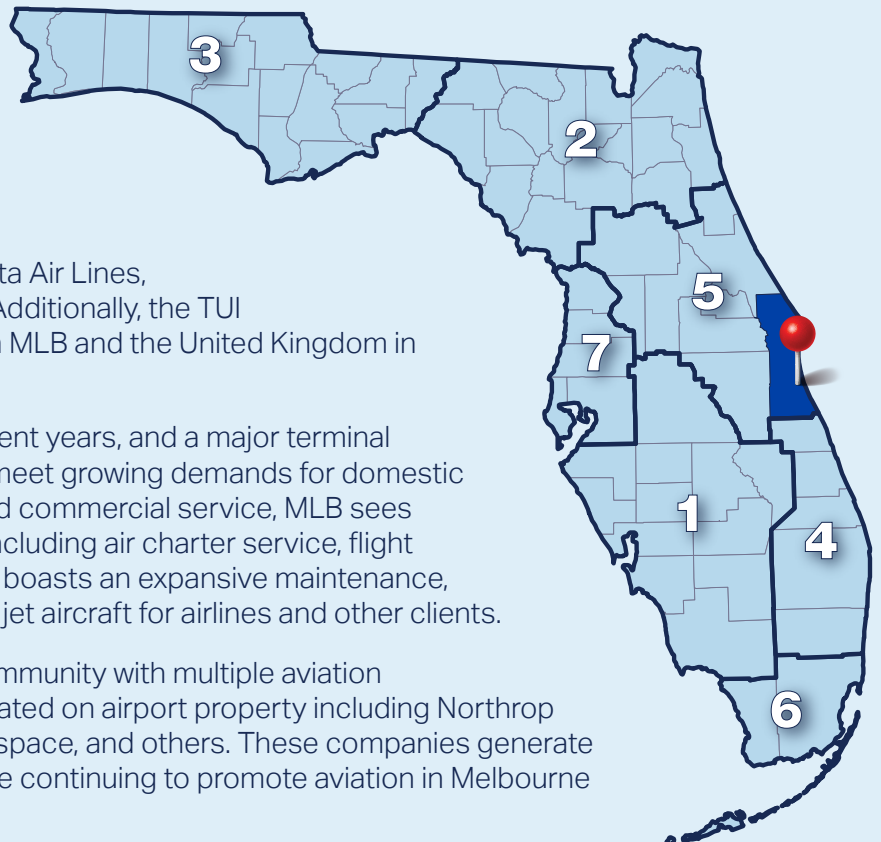 3
2
ta Air Lines,
Additionally, the TUI
MLB and the United Kingdom in
ent years, and a major terminal
meet growing demands for domestic
d commercial service, MLB sees
ncluding air charter service, flight
boasts an expansive maintenance,
jet aircraft for airlines and other clients.
mmunity with multiple aviation
ated on airport property including Northrop
space, and others. These companies generate
e continuing to promote aviation in Melbourne
5
7
1
4
6